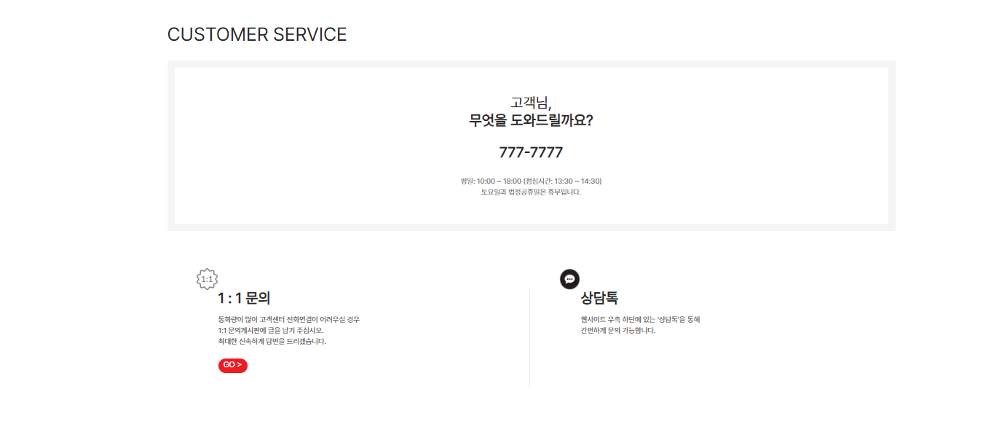 CUSTOMER SERVICE
고객님,
무엇을 도와드릴까요?
777-7777
평일: 10:00 ~ 18:00 (점심시간: 13:30 ~ 14:30)
토요일과 법정공휴일은 휴무입니다.
1:1
1 : 1 문의
통화량이 많아 고객센터 전화연결이 어려우실 경우
1:1 문의게시판에 글을 남겨 주십시오.
최대한 신속하게 답변을 드리겠습니다.
GO >
상담톡
웹사이트 우측 하단에 있는 '상담톡'을 통해
간편하게 문의 가능합니다.